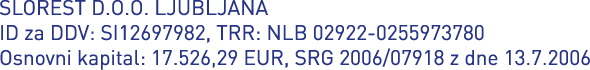 SLOREST D.O.O. LJUBLJANA
ID za DDV: SI12697982, TRR: NLB 02922-0255973780
Osnovni kapital: 17.526,29 EUR, SRG 2006/07918 z dne 13.7.2006